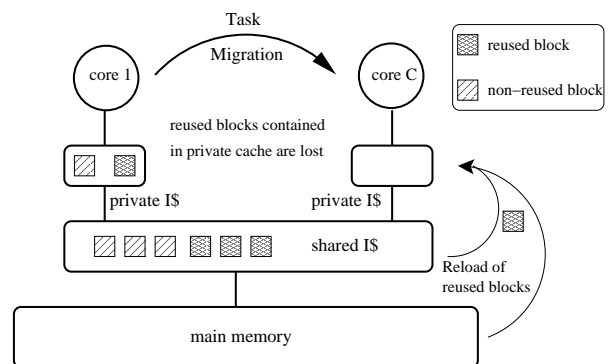 Task
Migration
core 1
core C
reused block
non−reused block
reused blocks contained
in private cache are lost
private I$
private I$
shared I$
Reload of
reused blocks
main memory